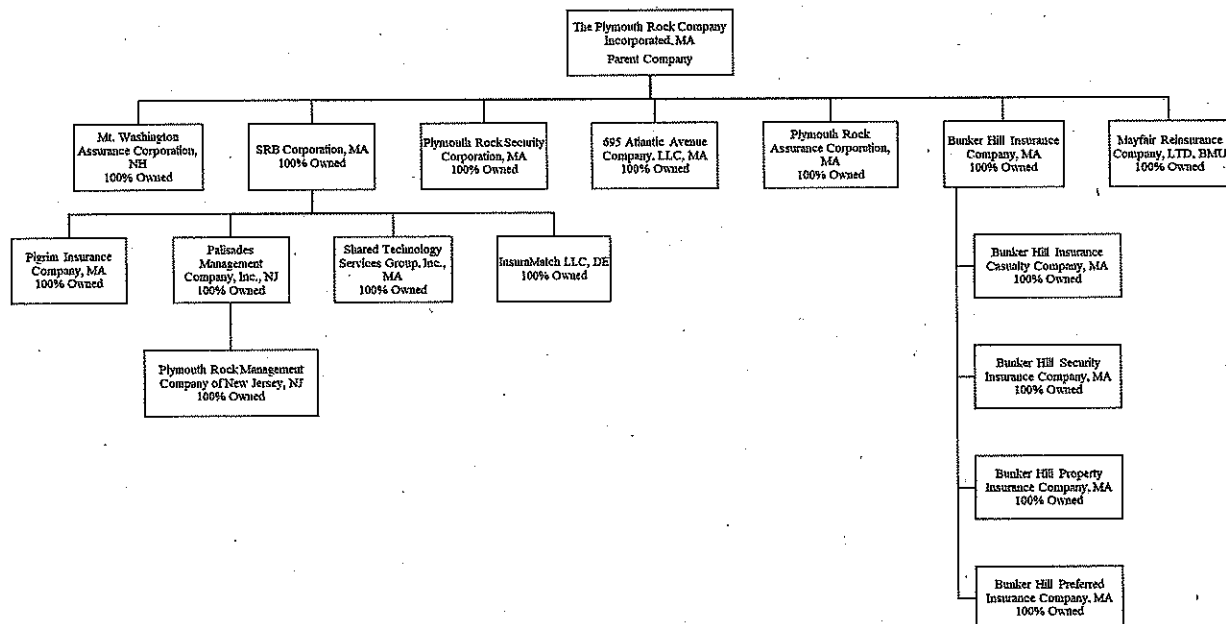 The Plymouth Rock Company
Incorporated, MA
Parent Company
Mt. Washington
Assurance Corporation,
NH
100% Owned
SRB Corporation, MA
100% Owned
Plymouth Rock Security
Corporation, MA
100% Owned
695 Atlantic Avenue
Company, LLC, MA
100% Owned
Plymouth Rock
Assurance Corporation,
MA
100% Owned
Bunker Hill Insurance
Company, MA
100% Owned
Mayfair Reinsurance
Company, LTD, BMU
100% Owned
Pilgrim Insurance
Company, MA
100% Owned
Palisades
Management
Company, Inc., NJ
100% Owned
Shared Technology
Services Group, Inc.,
MA
100% Owned
InsuraMatch LLC, DE
100% Owned
Plymouth Rock Management
Company of New Jersey, NJ
100% Owned
Bunker Hill Insurance
Casualty Company, MA
100% Owned
Bunker Hill Security
Insurance Company, MA
100% Owned
Bunker Hill Property
Insurance Company, MA
100% Owned
Bunker Hill Preferred
Insurance Company, MA
100% Owned